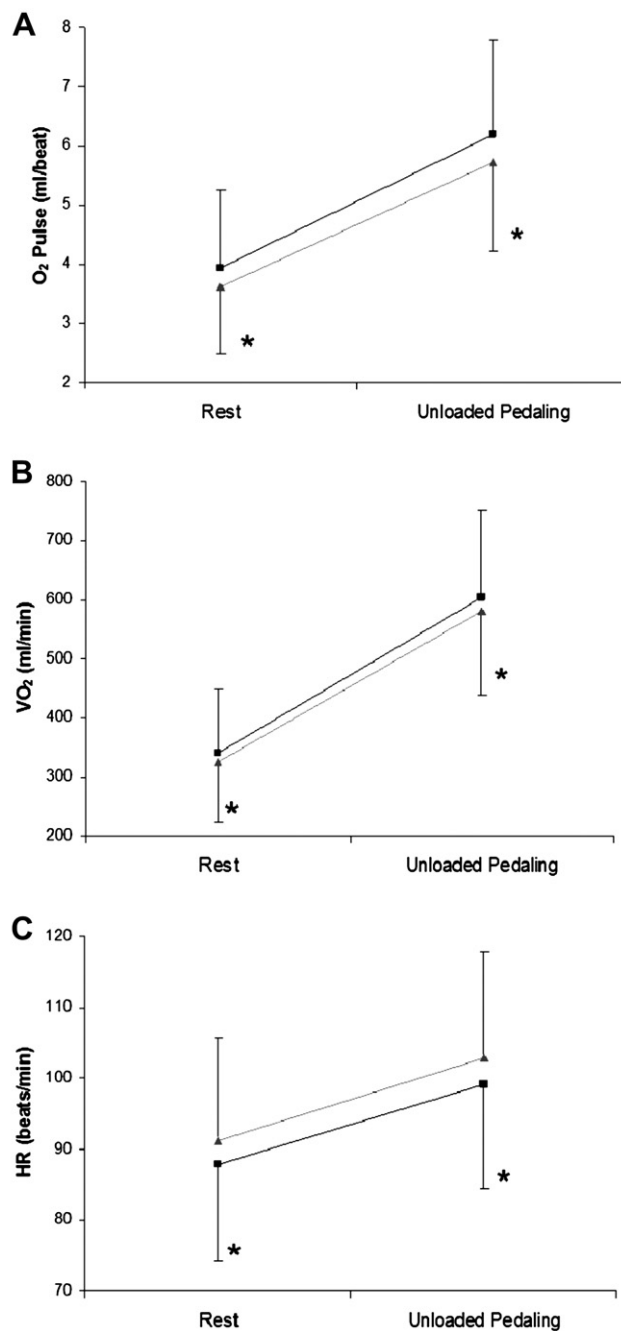 A
8
7
6
5
4
3
2
O₂ Pulse (ml/beat)
*
*
Rest Unloaded Pedaling
B
800
700
600
500
400
300
200
VO₂ (ml/min)
*
*
Rest Unloaded Pedaling
C
120
110
100
90
80
70
HR (beats/min)
*
*
Rest Unloaded Pedaling